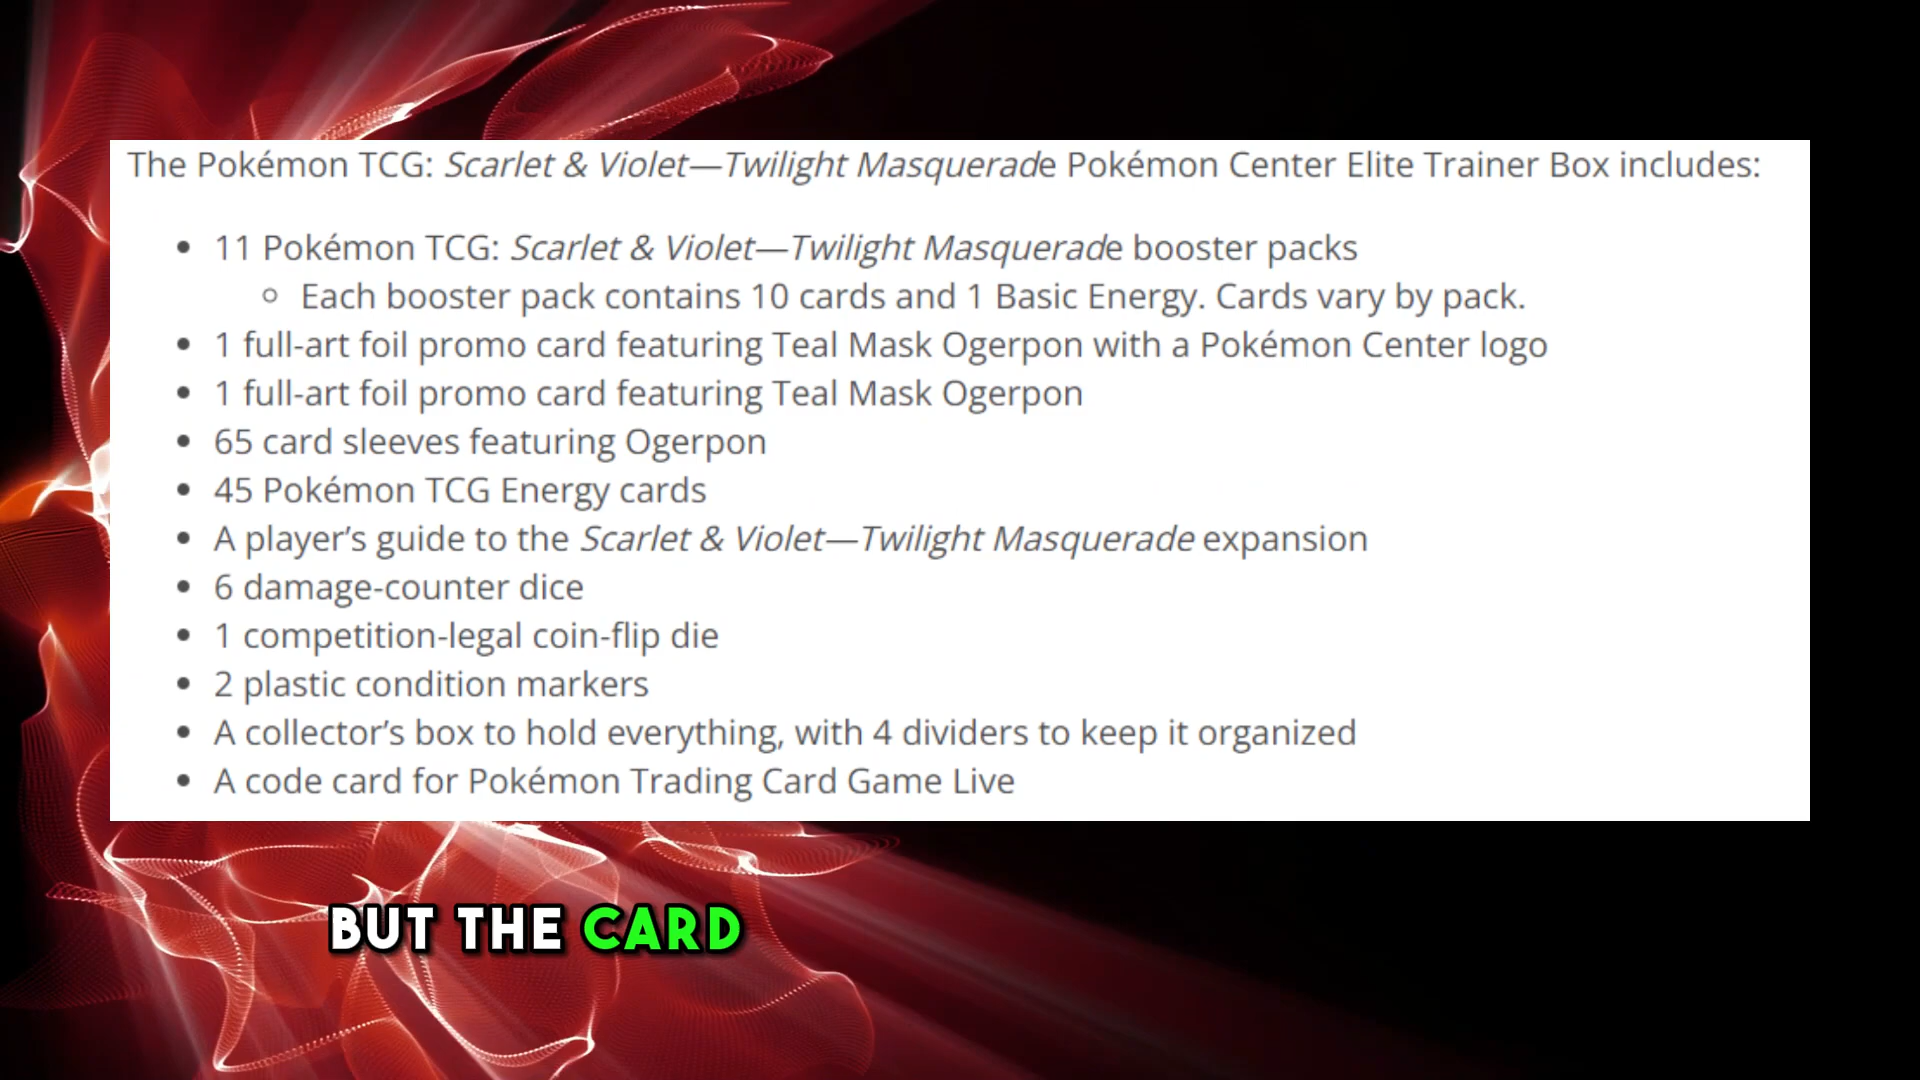 The Pokémon TCG: Scarlet & Violet—Twilight Masquerade Pokémon Center Elite Trainer Box includes:
• 11 Pokémon TCG: Scarlet & Violet—Twilight Masquerade booster packs
○ Each booster pack contains 10 cards and 1 Basic Energy. Cards vary by pack.
• 1 full-art foil promo card featuring Teal Mask Ogerpon with a Pokémon Center logo
• 1 full-art foil promo card featuring Teal Mask Ogerpon
• 65 card sleeves featuring Ogerpon
• 45 Pokémon TCG Energy cards
• A player’s guide to the Scarlet & Violet—Twilight Masquerade expansion
• 6 damage-counter dice
• 1 competition-legal coin-flip die
• 2 plastic condition markers
• A collector’s box to hold everything, with 4 dividers to keep it organized
• A code card for Pokémon Trading Card Game Live
BUT THE CARD